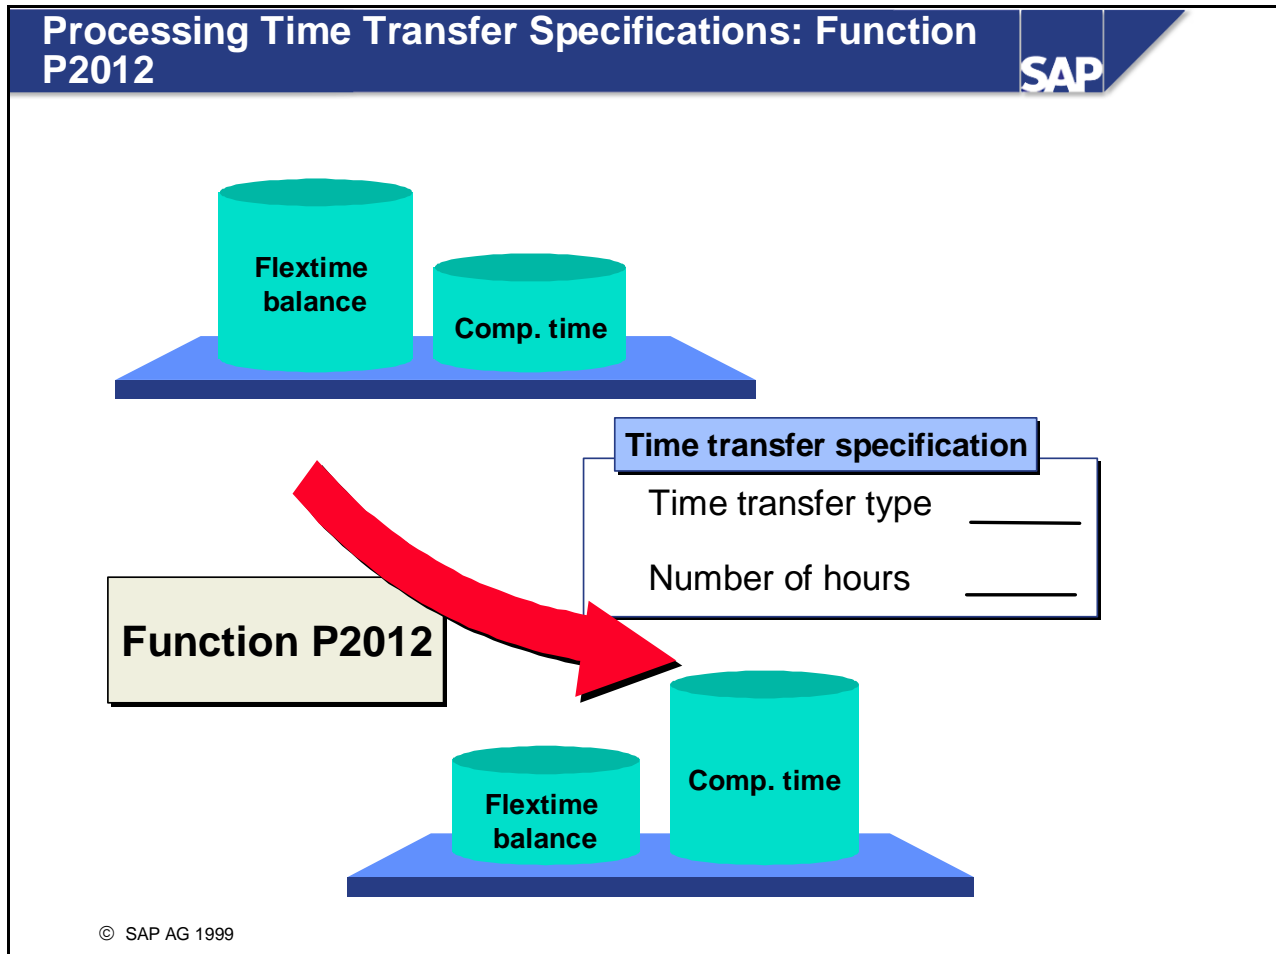 Processing Time Transfer Specifications: Function
P2012
SAP
Flextime
balance
Comp. time
Time transfer specification
Time transfer type
Number of hours
Function P2012
Comp. time
Flextime
balance
© SAP AG 1999